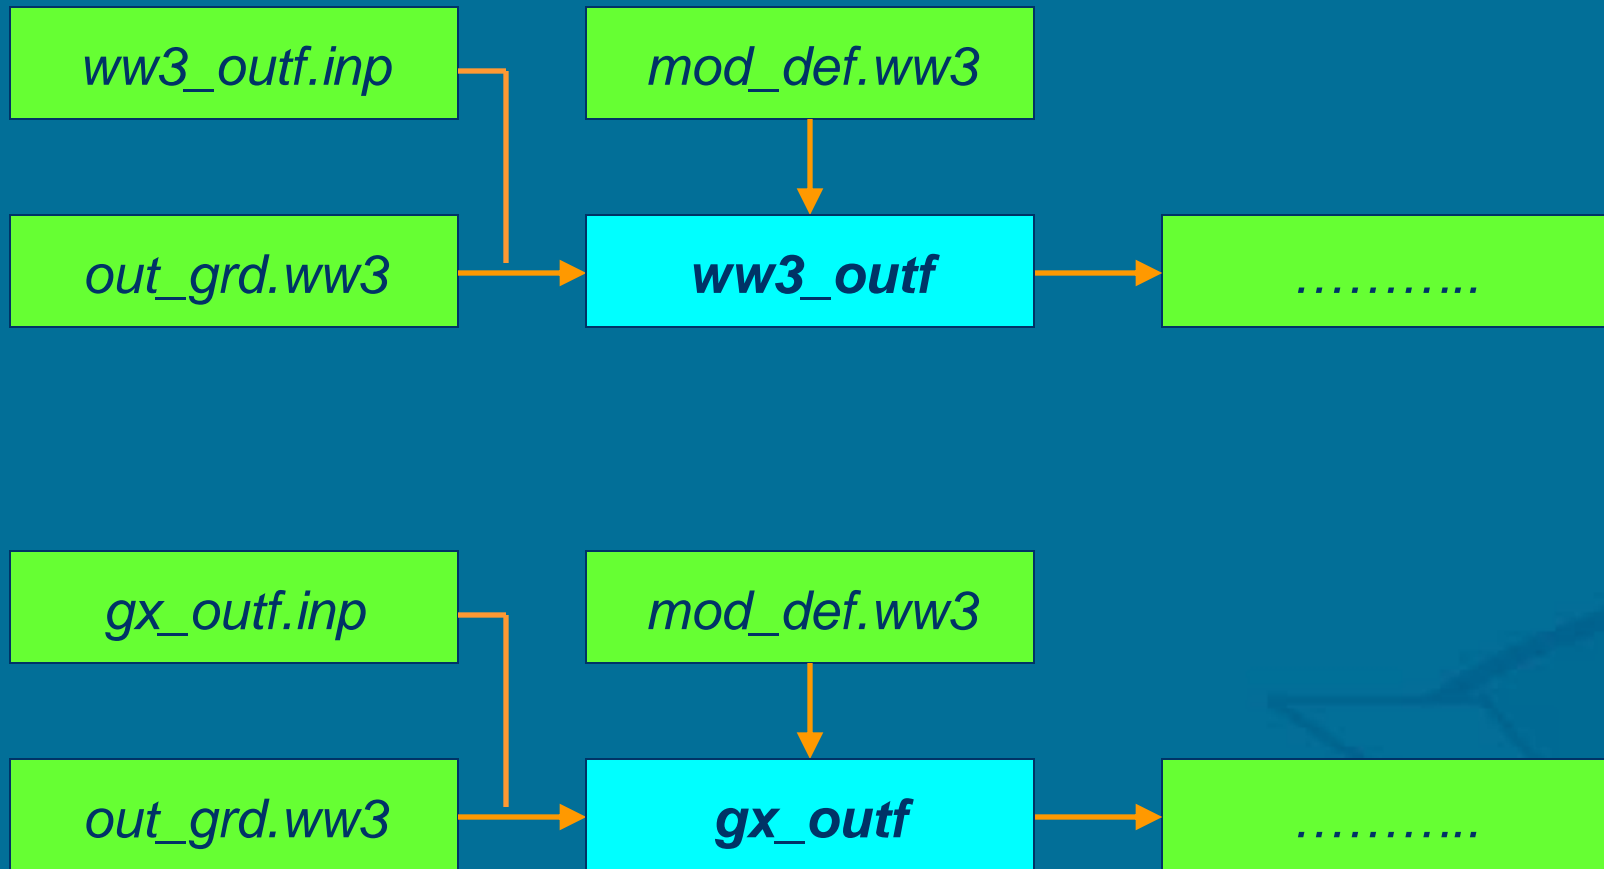 ww3_outf.inp
mod_def.ww3
out_grd.ww3
ww3_outf
………..
gx_outf.inp
mod_def.ww3
out_grd.ww3
gx_outf
………..